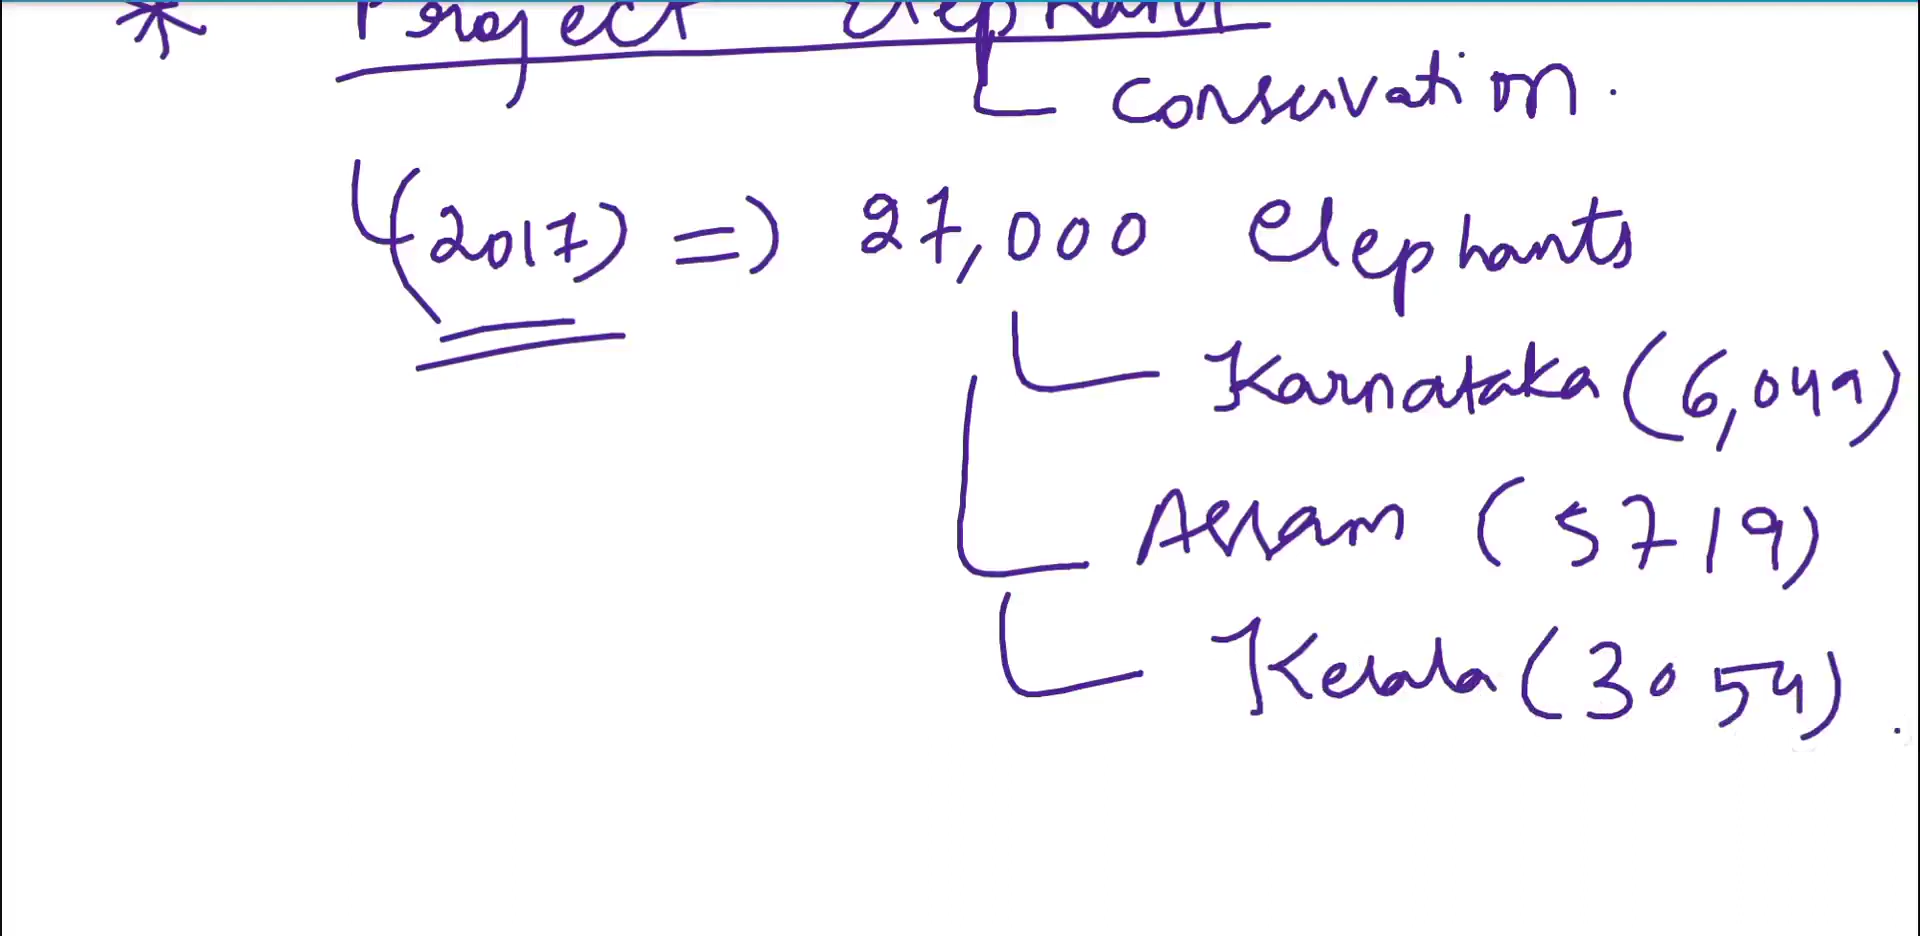 * Project Elephant
conservation.
(2017) => 27,000 elephants
Karnataka (6,049)
Assam (5719)
Kerala (3054).